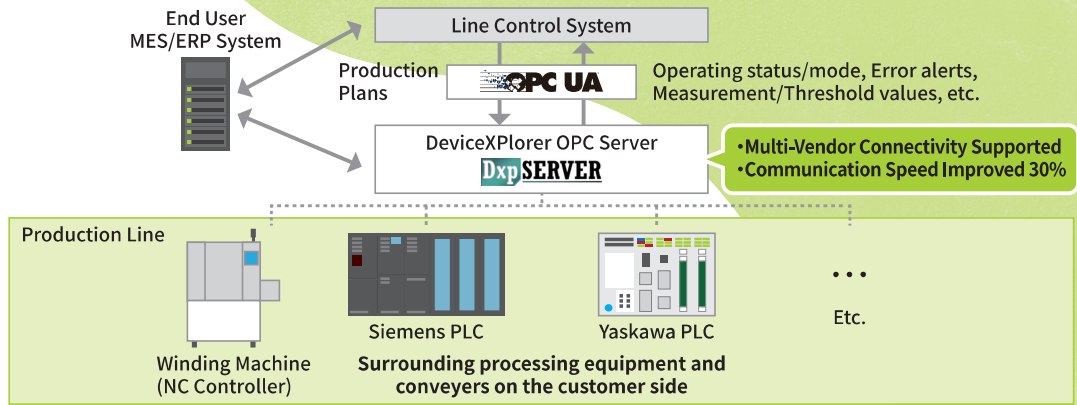 End User
MES/ERP System
Line Control System
Production
Plans
OPC UA
Operating status/mode, Error alerts,
Measurement/Threshold values, etc.
DeviceXPlorer OPC Server
DxpSERVER
•Multi-Vendor Connectivity Supported
•Communication Speed Improved 30%
Production Line
Winding Machine
(NC Controller)
Siemens PLC
Yaskawa PLC
•••
Etc.
Surrounding processing equipment and
conveyers on the customer side